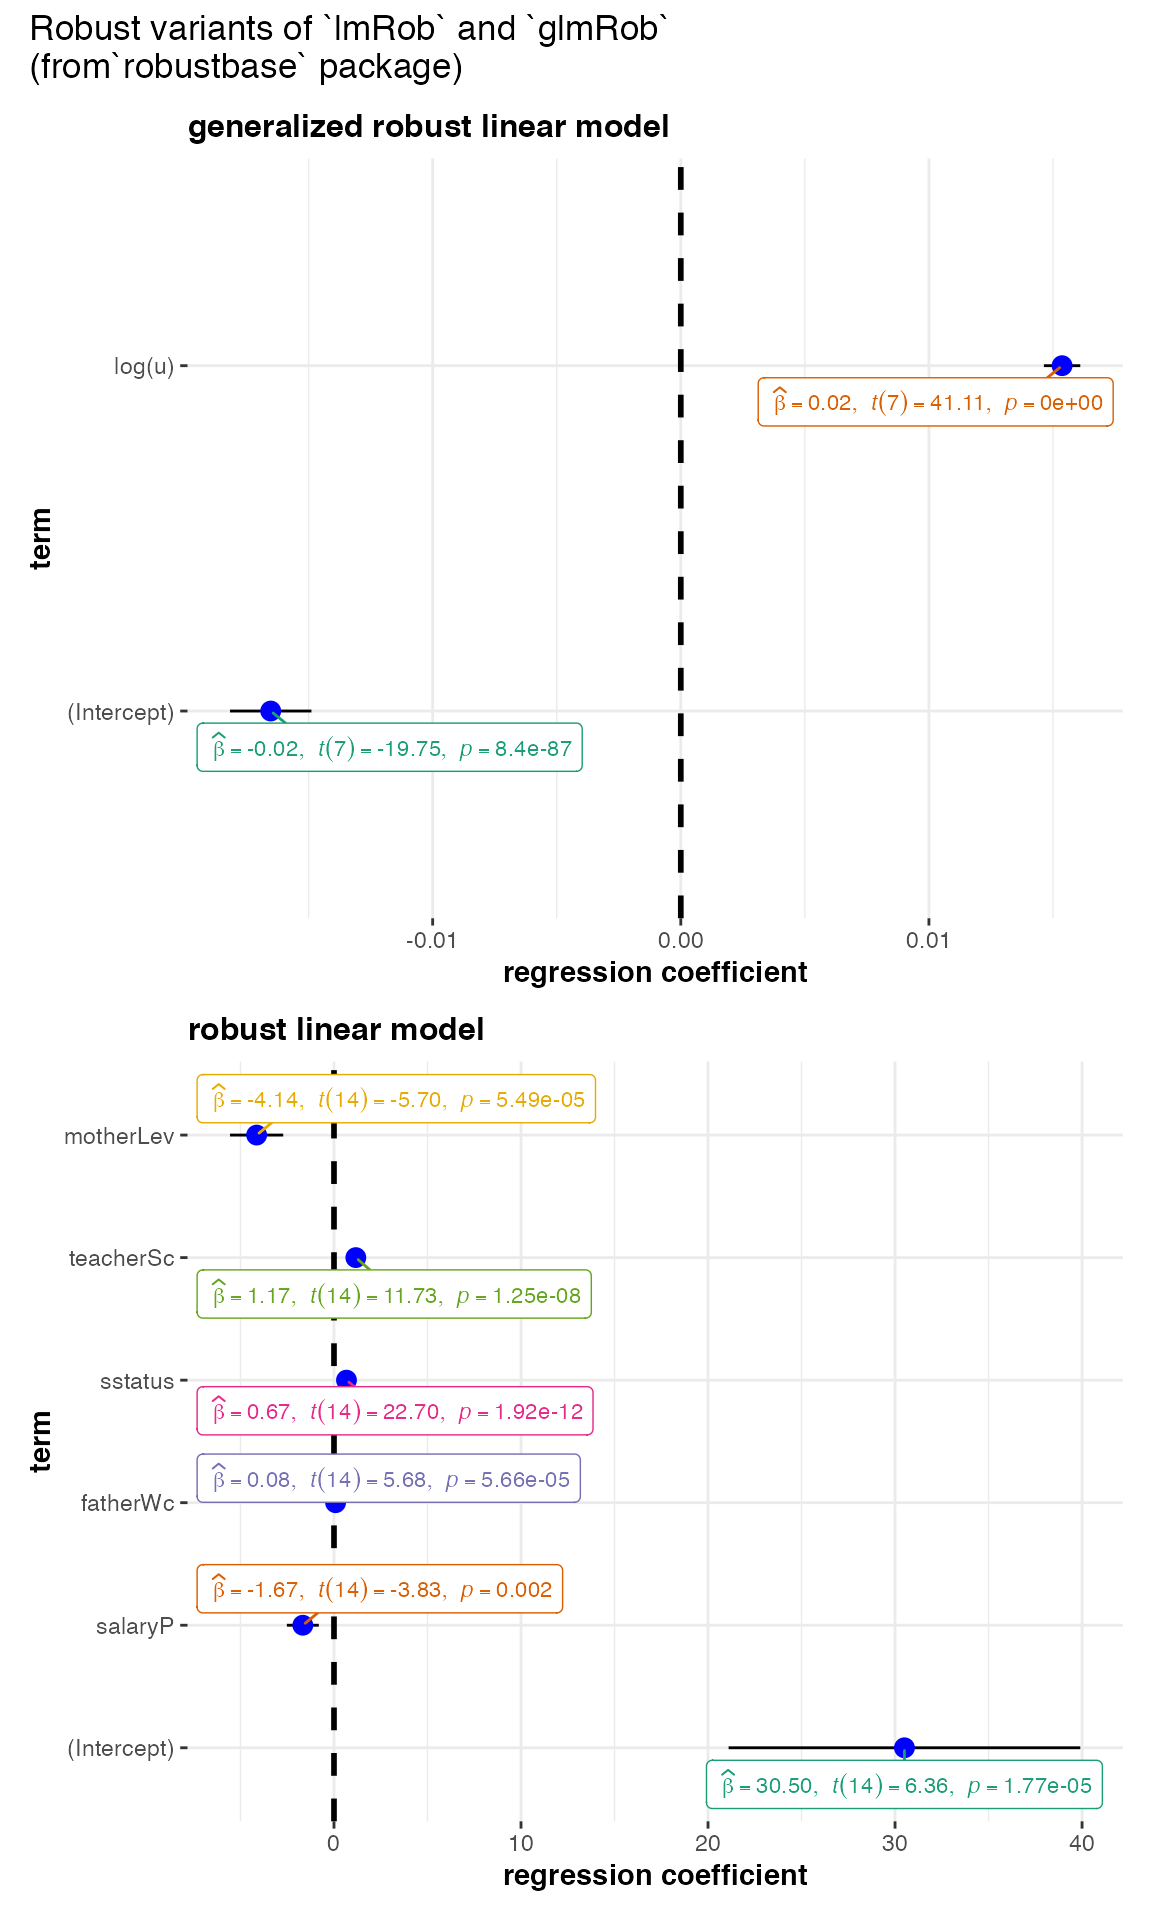 Robust variants of `lmRob` and `glmRob`
(from`robustbase` package)
generalized robust linear model
log(u)
β̂ = 0.02, t(7) = 41.11, p = 0e+00
term
(Intercept)
β̂ = -0.02, t(7) = -19.75, p = 8.4e-87
-0.01 0.00 0.01
regression coefficient
robust linear model
β̂ = -4.14, t(14) = -5.70, p = 5.49e-05
motherLev
teacherSc
β̂ = 1.17, t(14) = 11.73, p = 1.25e-08
sstatus
β̂ = 0.67, t(14) = 22.70, p = 1.92e-12
term
β̂ = 0.08, t(14) = 5.68, p = 5.66e-05
fatherWc
β̂ = -1.67, t(14) = -3.83, p = 0.002
salaryP
(Intercept)
β̂ = 30.50, t(14) = 6.36, p = 1.77e-05
0 10 20 30 40
regression coefficient